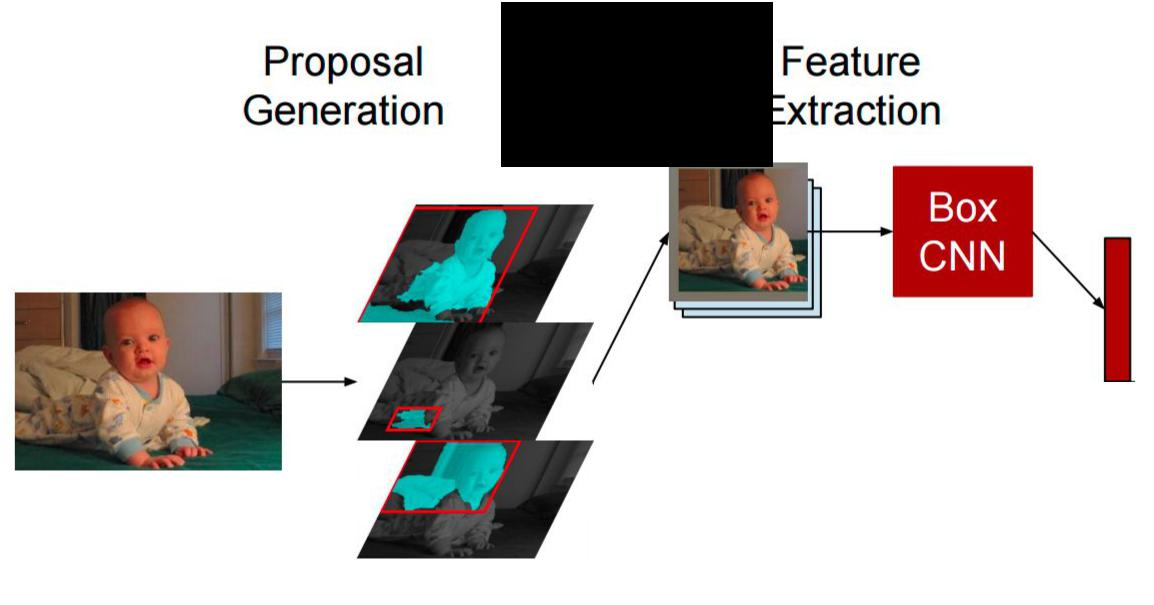 Proposal
Generation
Feature
Extraction
Box
CNN